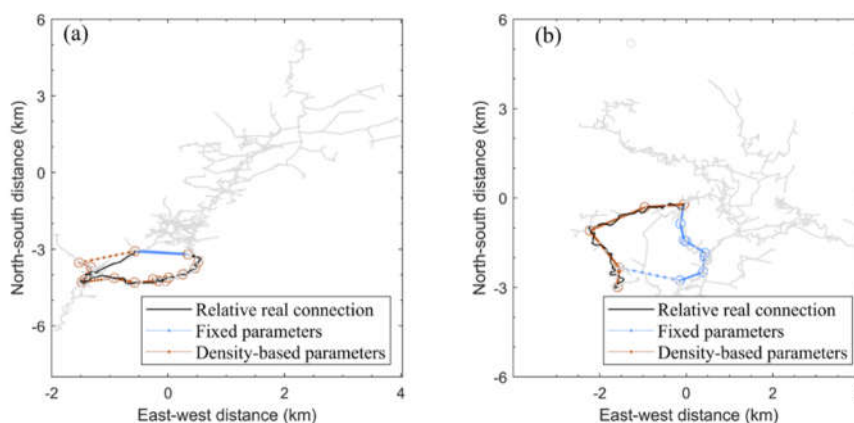 (a)
6
3
0
-3
-6
North-south distance (km)
Relative real connection
Fixed parameters
Density-based parameters
-2
0
2
4
East-west distance (km)
(b)
6
3
0
-3
-6
North-south distance (km)
Relative real connection
Fixed parameters
Density-based parameters
-2
0
2
East-west distance (km)